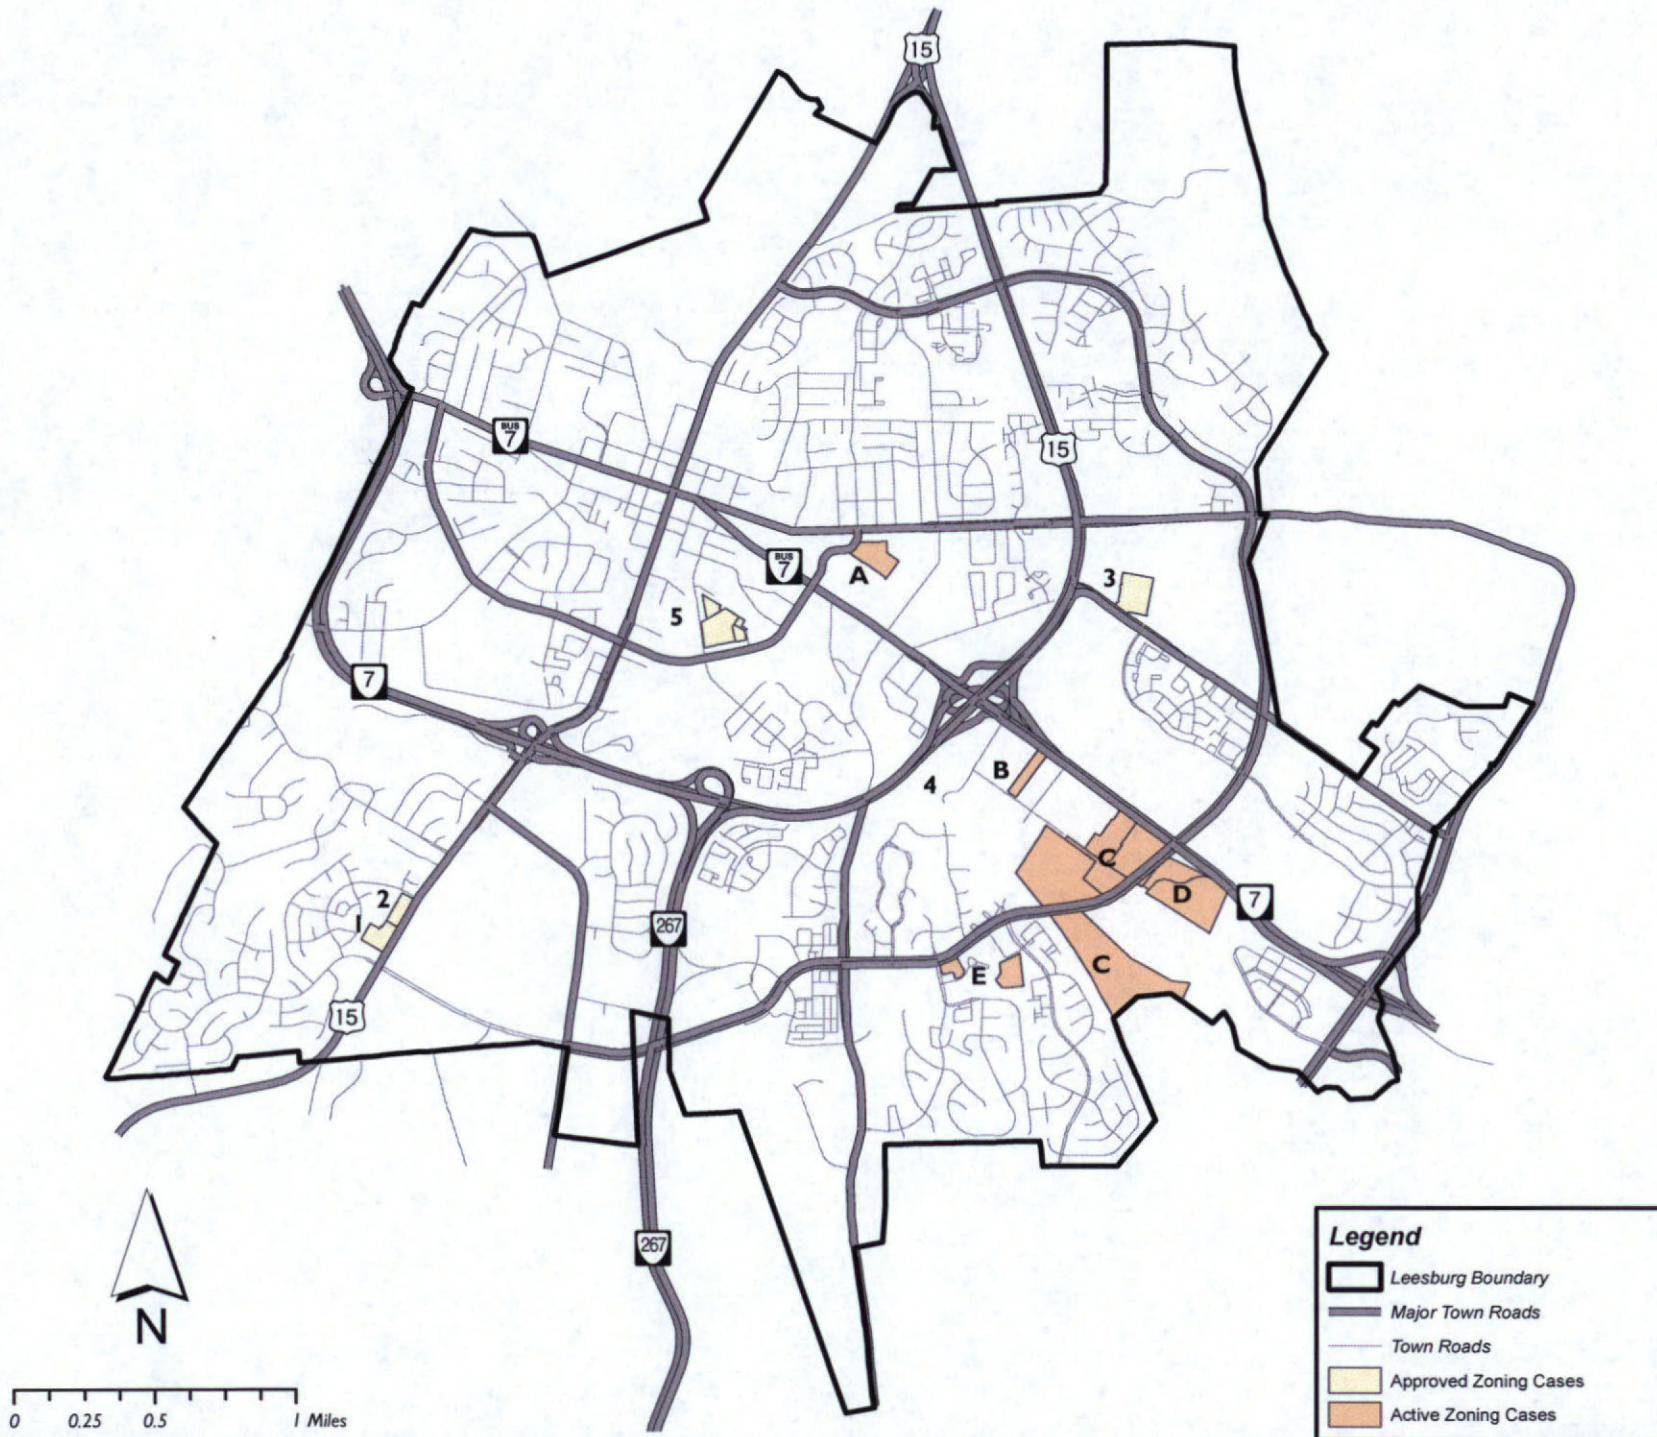 15
BUS
7
15
BUS
7
A
3
5
7
B
4
C
D
7
2
1
267
C
E
15
267
N
0 0.25 0.5 1 Miles
Legend
Leesburg Boundary
Major Town Roads
Town Roads
Approved Zoning Cases
Active Zoning Cases